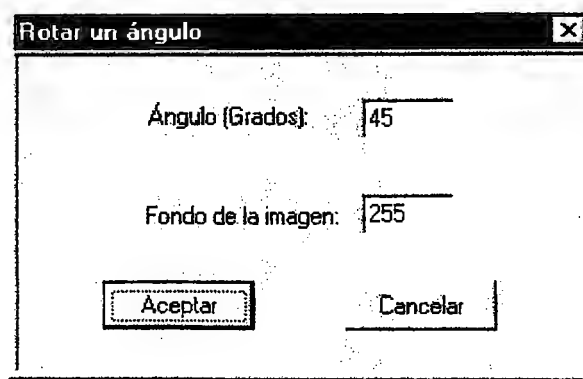 Rotar un ángulo
Ángulo (Grados): 45
Fondo de la imagen: 255
Aceptar Cancelar